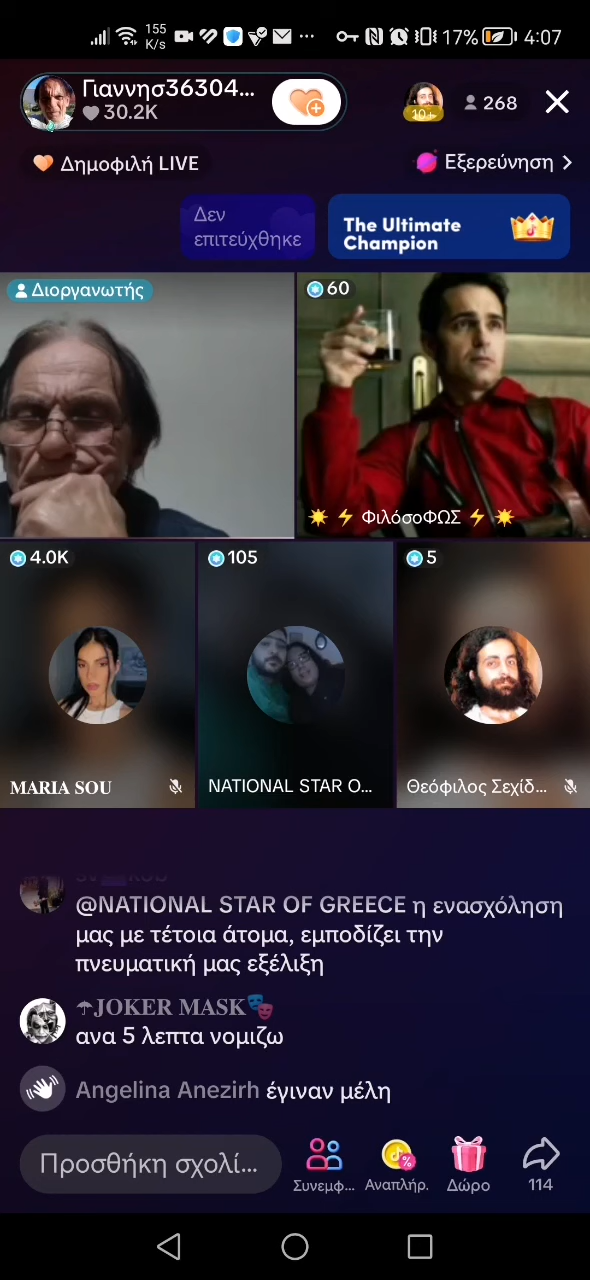 155 K/s 17% 4:07
Γιαννησ36304...
30.2K
10+
268
Δημοφιλή LIVE
Εξερεύνηση
Δεν
επιτεύχθηκε
The Ultimate
Champion
Διοργανωτής
60
ΦιλόσοΦΩΣ
4.0K
105
5
MARIA SOU
NATIONAL STAR O...
Θεόφιλος Σεχίδ...
@NATIONAL STAR OF GREECE η ενασχόληση
μας με τέτοια άτομα, εμποδίζει την
πνευματική μας εξέλιξη
JOKER MASK
ανα 5 λεπτα νομιζω
Angelina Anezirh έγιναν μέλη
Προσθήκη σχολί...
Συνεμφ...
Αναπλήρ.
Δώρο
114